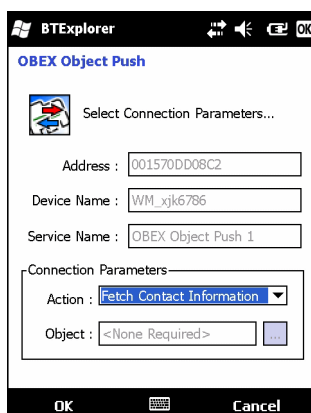 BTExplorer
OK
OBEX Object Push
Select Connection Parameters...
Address : 001570DD08C2
Device Name : WM_xjk6786
Service Name : OBEX Object Push 1
Connection Parameters
Action : Fetch Contact Information
Object : <None Required> ...
OK Cancel